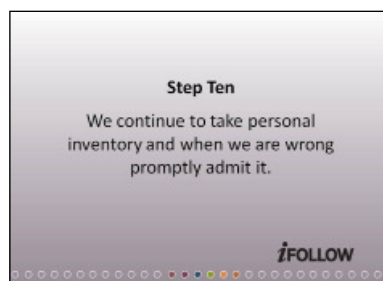 Step Ten
We continue to take personal
inventory and when we are wrong
promptly admit it.
iFOLLOW